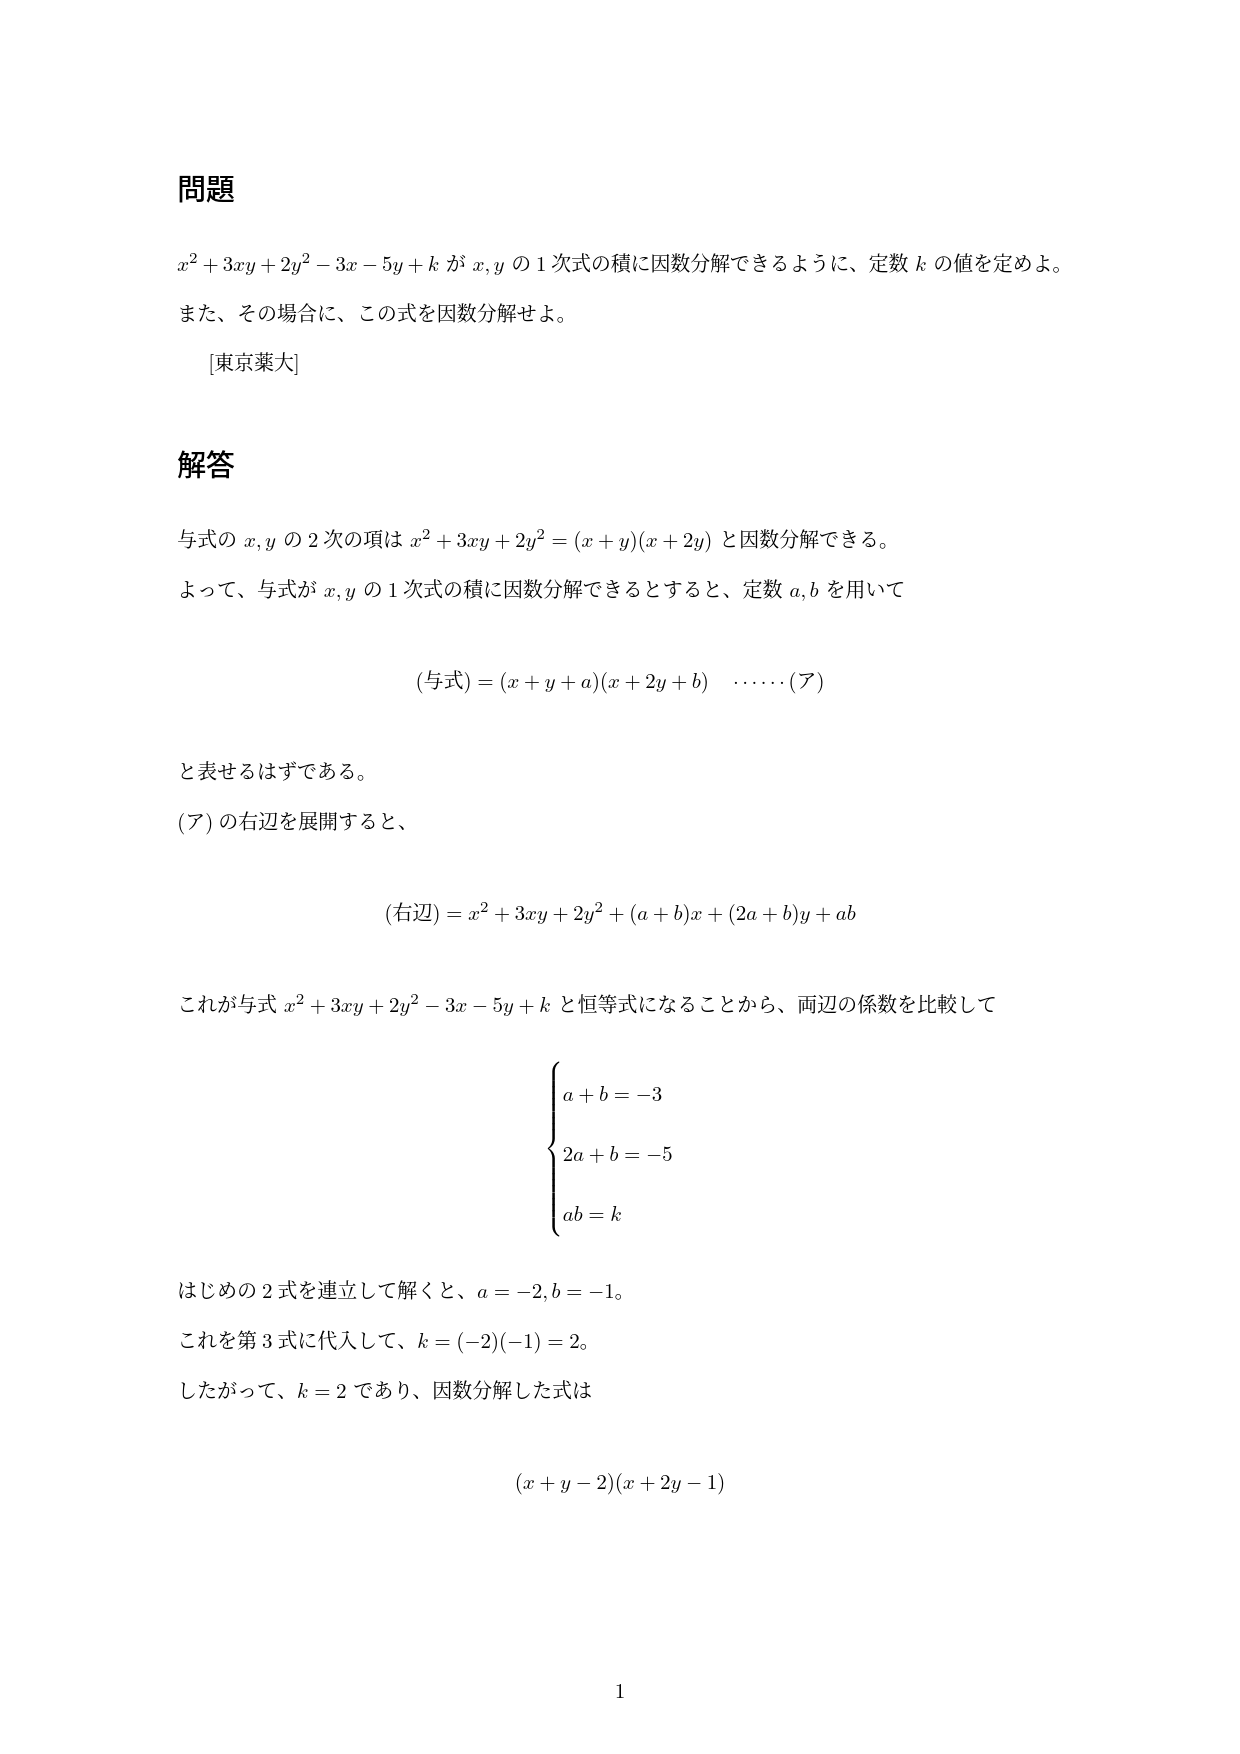 問題
$x^2 + 3xy + 2y^2 - 3x - 5y + k$ が $x, y$ の 1 次式の積に因数分解できるように、定数 $k$ の値を定めよ。
また、その場合に、この式を因数分解せよ。
[東京薬大]
解答
与式の $x, y$ の 2 次の項は $x^2 + 3xy + 2y^2 = (x + y)(x + 2y)$ と因数分解できる。
よって、与式が $x, y$ の 1 次式の積に因数分解できるとすると、定数 $a, b$ を用いて
(与式) $= (x + y + a)(x + 2y + b)$ ⋯⋯(ア)
と表せるはずである。
(ア) の右辺を展開すると、
(右辺) $= x^2 + 3xy + 2y^2 + (a + b)x + (2a + b)y + ab$
これが与式 $x^2 + 3xy + 2y^2 - 3x - 5y + k$ と恒等式になることから、両辺の係数を比較して
$a + b = -3$
$2a + b = -5$
$ab = k$
はじめの 2 式を連立して解くと、$a = -2, b = -1$。
これを第 3 式に代入して、$k = (-2)(-1) = 2$。
したがって、$k = 2$ であり、因数分解した式は
$(x + y - 2)(x + 2y - 1)$
1